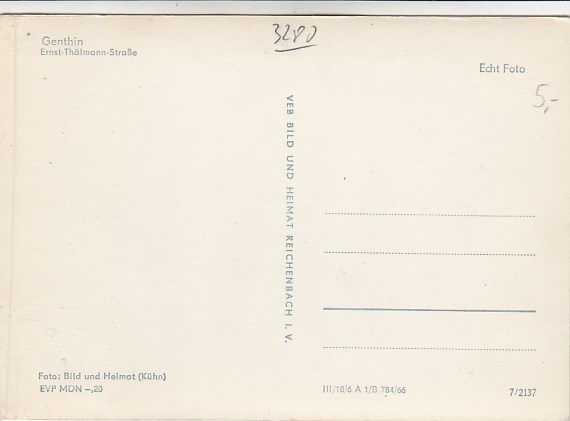 Genthin
Ernst-Thälmann-Straße
3280
Echt Foto
5,-
VEB BILD UND HEIMAT REICHENBACH I. V.
Foto: Bild und Heimat (Kühn)
EVP MDN –,20
III/18/6 A 1/B 784/66
7/2137